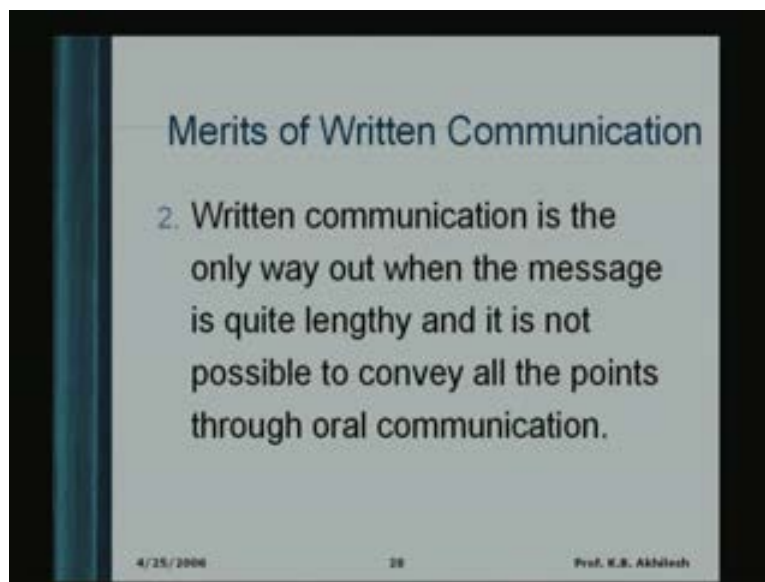 Merits of Written Communication
2. Written communication is the
only way out when the message
is quite lengthy and it is not
possible to convey all the points
through oral communication.
4/25/2006 28 Prof. K.B. Akhilesh